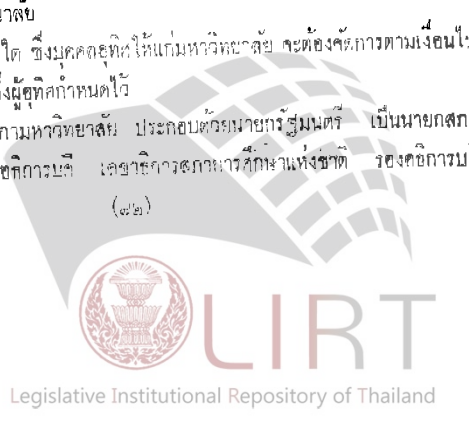 าลัย
ใด ซึ่งบุคคลอุทิศให้แก่มหาวิทยาลัย จะต้องจัดการตามเงื่อนไ
ึ่งผู้อุทิศกำหนดไว้
ภามหาวิทยาลัย ประกอบด้วยนายกรัฐมนตรี เป็นนายกสภ
อธิการบดี เลขาธิการสภาการศึกษาแห่งชาติ รองอธิการบ
(๗๒)
LIRT
Legislative Institutional Repository of Thailand